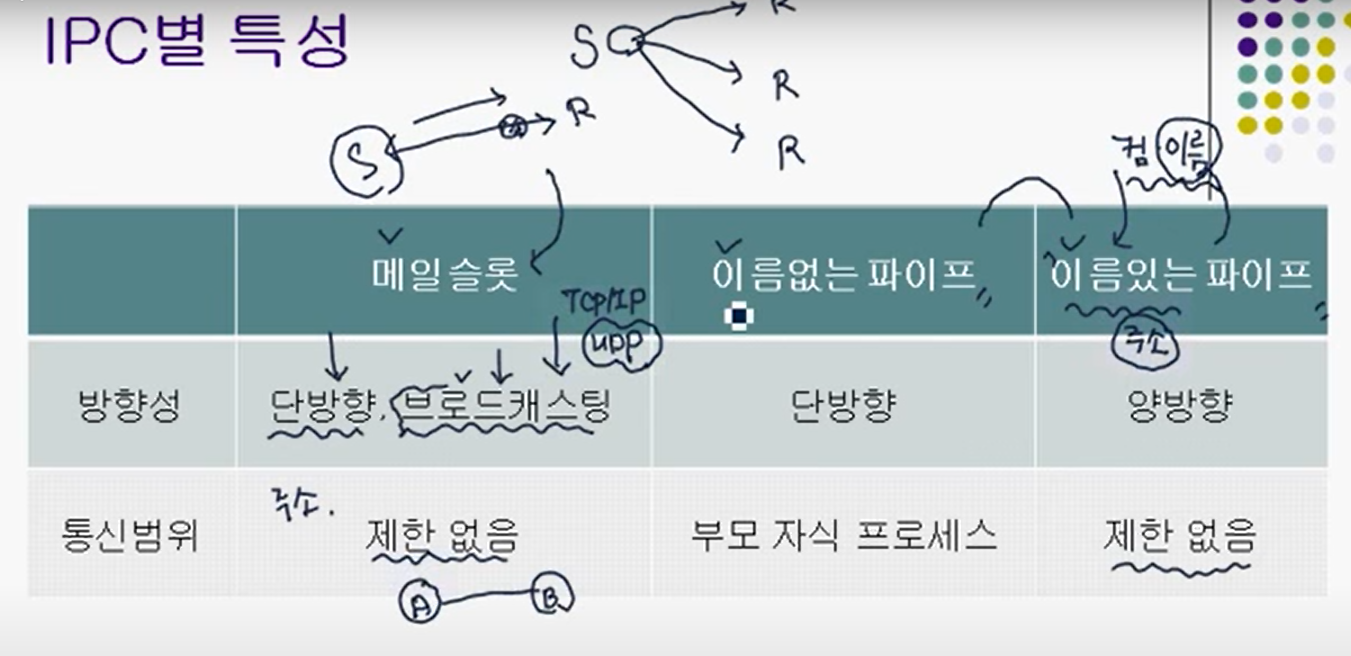 IPC별 특성
S R
R
R
S R
컴 이름
메일슬롯 이름없는 파이프 이름있는 파이프
TCP/IP
UDP
주소
방향성 단방향, 브로드캐스팅 단방향 양방향
주소.
통신범위 제한 없음 부모 자식 프로세스 제한 없음
A B